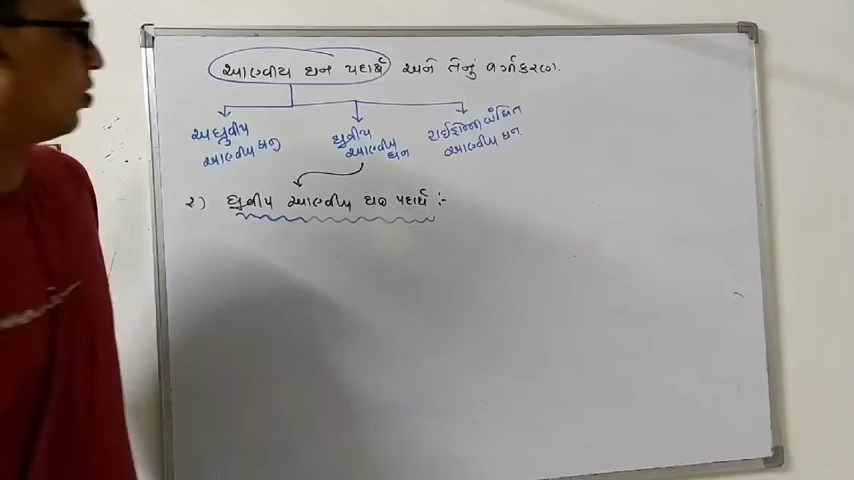 આણ્વીય ઘન પદાર્થ અને તેનું વર્ગીકરણ.
અધ્રુવીય આણ્વીય ઘન
ધ્રુવીય આણ્વીય ઘન
હાઈડ્રોજન બંધિત આણ્વીય ઘન.
૨) ધ્રુવીય આણ્વીય ઘન પદાર્થ :-